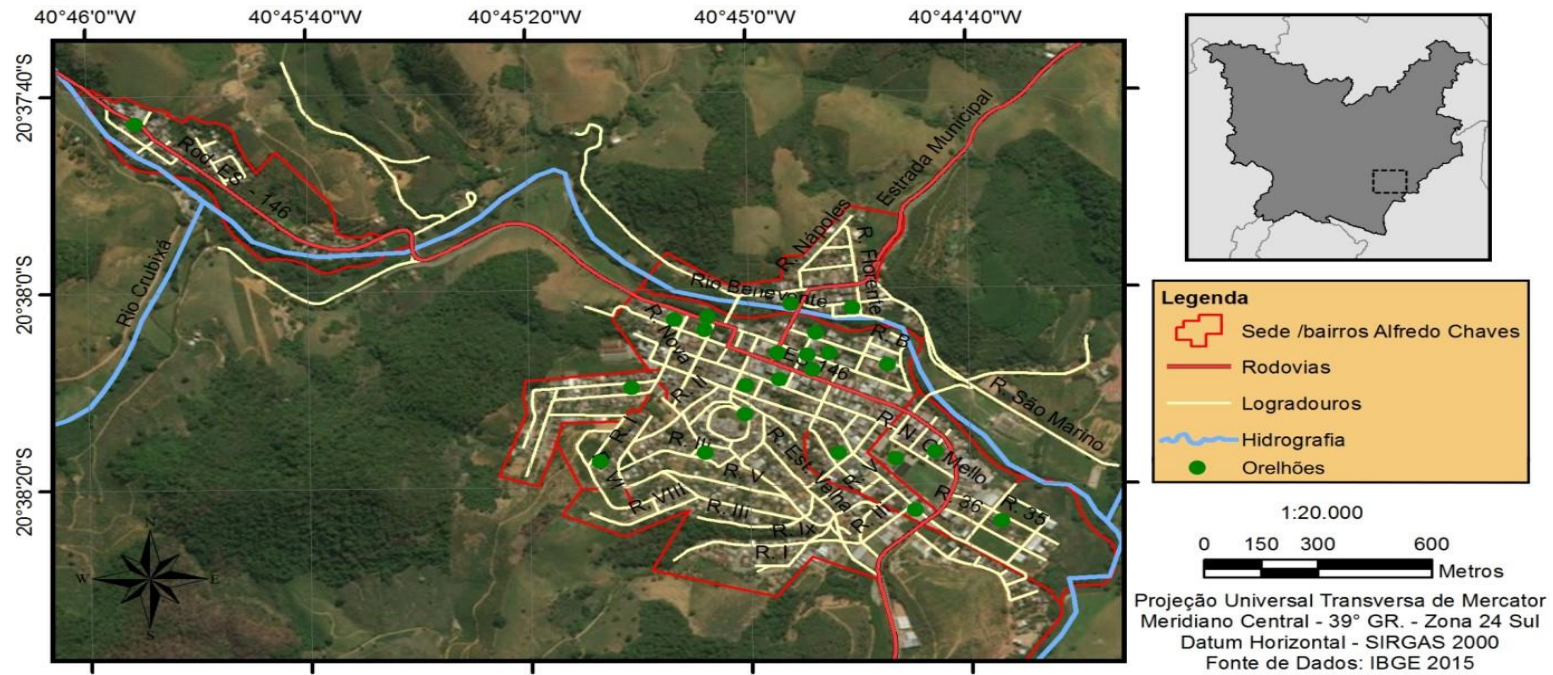 40°46'0"W 40°45'40"W 40°45'20"W 40°45'0"W 40°44'40"W
20°37'40"S
20°38'0"S
20°38'20"S
Rod. ES - 146
Rio Crubixá
Estrada Municipal
R. Nápoles
R. Florente
Rio Benevente
R. B
R. Nova
ES 146
R. II
R. São Marino
R. I
R. N. C. Mello
R. III
R. Est. Velha
R. V
R. V
R. VI
R. VIII
R. III
R. III
R. 36
R. 35
R. IX
R. I
N
W E
S
Legenda
Sede /bairros Alfredo Chaves
Rodovias
Logradouros
Hidrografia
Orelhões
1:20.000
0 150 300 600
Metros
Projeção Universal Transversa de Mercator
Meridiano Central - 39° GR. - Zona 24 Sul
Datum Horizontal - SIRGAS 2000
Fonte de Dados: IBGE 2015